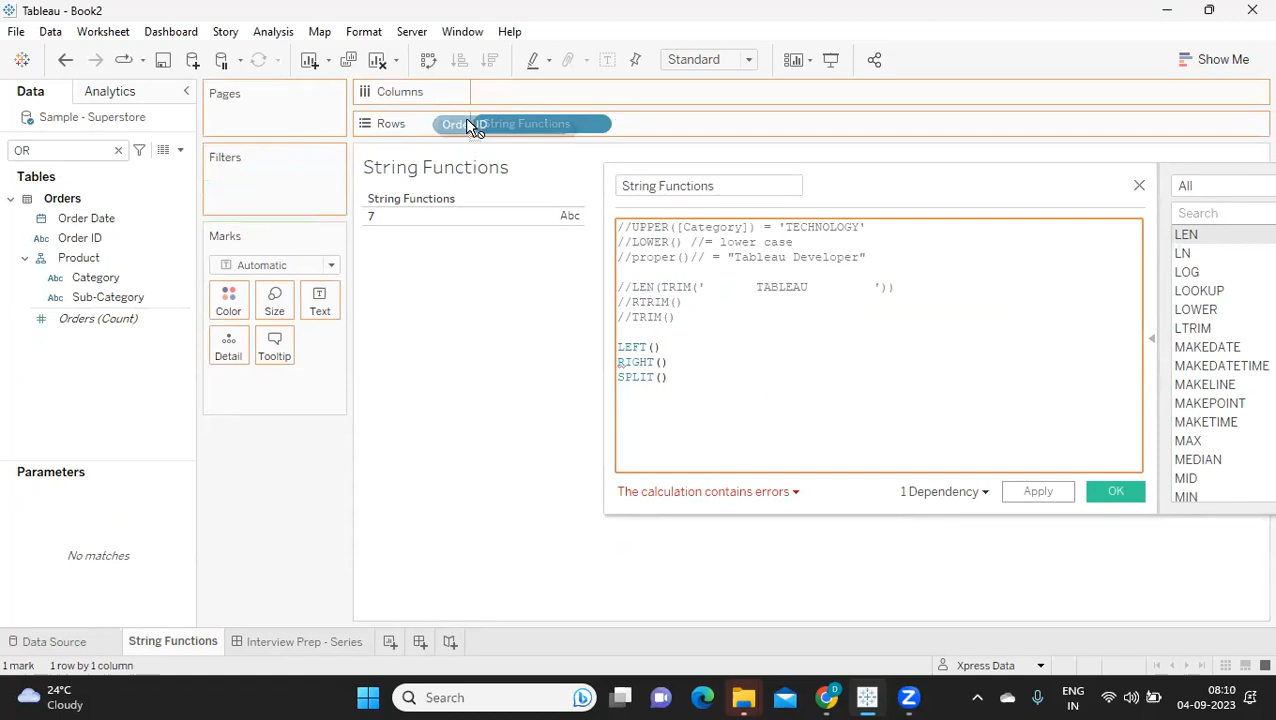 Tableau - Book2
File Data Worksheet Dashboard Story Analysis Map Format Server Window Help
Standard
Show Me
Data Analytics
Pages
Columns
Sample - Superstore
Rows
Order ID
String Functions
OR
Filters
Tables
Orders
Order Date
Order ID
Product
Category
Sub-Category
Orders (Count)
Marks
Automatic
Color Size Text
Detail Tooltip
Parameters
No matches
String Functions
String Functions
7 Abc
String Functions
//UPPER([Category]) = 'TECHNOLOGY'
//LOWER() //= lower case
//proper()// = "Tableau Developer"
//LEN(TRIM('       TABLEAU         '))
//RTRIM()
//TRIM()
LEFT()
RIGHT()
SPLIT()
The calculation contains errors
1 Dependency
Apply
OK
All
Search
LEN
LN
LOG
LOOKUP
LOWER
LTRIM
MAKEDATE
MAKEDATETIME
MAKELINE
MAKEPOINT
MAKETIME
MAX
MEDIAN
MID
MIN
Data Source String Functions Interview Prep - Series
1 mark 1 row by 1 column
Xpress Data
24°C
Cloudy
Search
ENG
IN
08:10
04-09-2023